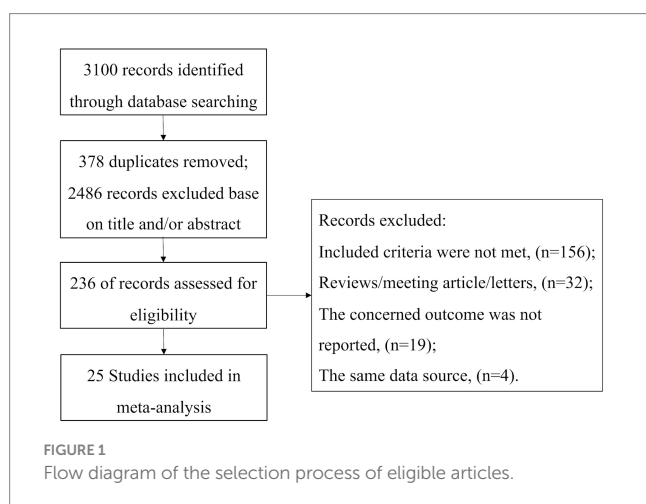 3100 records identified
through database searching
378 duplicates removed;
2486 records excluded base
on title and/or abstract
236 of records assessed for
eligibility
Records excluded:
Included criteria were not met, (n=156);
Reviews/meeting article/letters, (n=32);
The concerned outcome was not
reported, (n=19);
The same data source, (n=4).
25 Studies included in
meta-analysis
FIGURE 1
Flow diagram of the selection process of eligible articles.